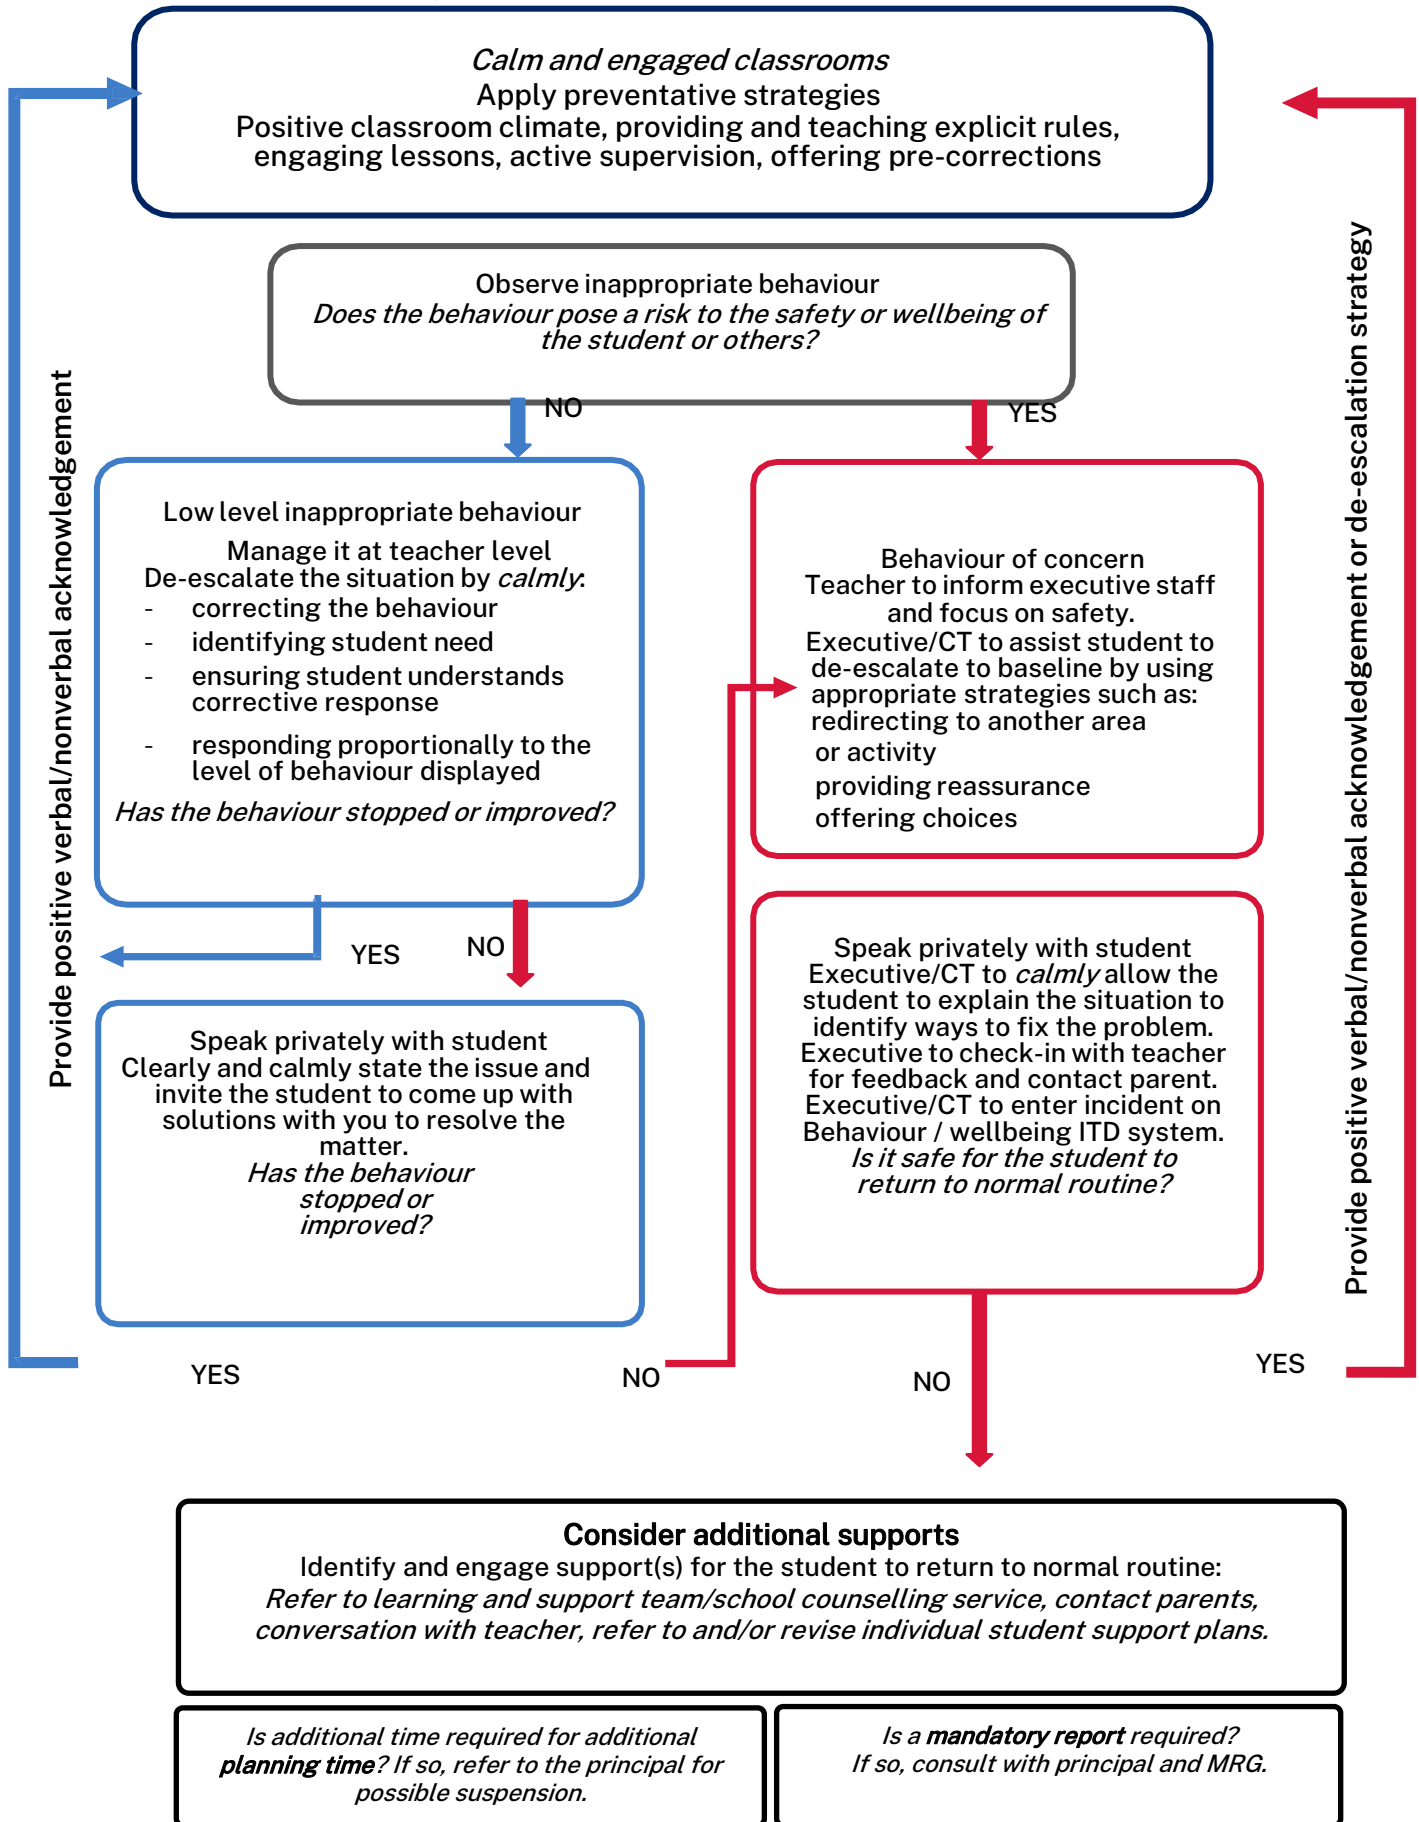 Calm and engaged classrooms
Apply preventative strategies
Positive classroom climate, providing and teaching explicit rules,
engaging lessons, active supervision, offering pre-corrections
Observe inappropriate behaviour
Does the behaviour pose a risk to the safety or wellbeing of
the student or others?
NO
YES
Provide positive verbal/nonverbal acknowledgement
Low level inappropriate behaviour
Manage it at teacher level
De-escalate the situation by calmly:
- correcting the behaviour
- identifying student need
- ensuring student understands
corrective response
- responding proportionally to the
level of behaviour displayed
Has the behaviour stopped or improved?
YES
NO
Speak privately with student
Clearly and calmly state the issue and
invite the student to come up with
solutions with you to resolve the
matter.
Has the behaviour
stopped or
improved?
YES
NO
Behaviour of concern
Teacher to inform executive staff
and focus on safety.
Executive/CT to assist student to
de-escalate to baseline by using
appropriate strategies such as:
redirecting to another area
or activity
providing reassurance
offering choices
Speak privately with student
Executive/CT to calmly allow the
student to explain the situation to
identify ways to fix the problem.
Executive to check-in with teacher
for feedback and contact parent.
Executive/CT to enter incident on
Behaviour / wellbeing ITD system.
Is it safe for the student to
return to normal routine?
NO
YES
Provide positive verbal/nonverbal acknowledgement or de-escalation strategy
Consider additional supports
Identify and engage support(s) for the student to return to normal routine:
Refer to learning and support team/school counselling service, contact parents,
conversation with teacher, refer to and/or revise individual student support plans.
Is additional time required for additional
planning time? If so, refer to the principal for
possible suspension.
Is a mandatory report required?
If so, consult with principal and MRG.